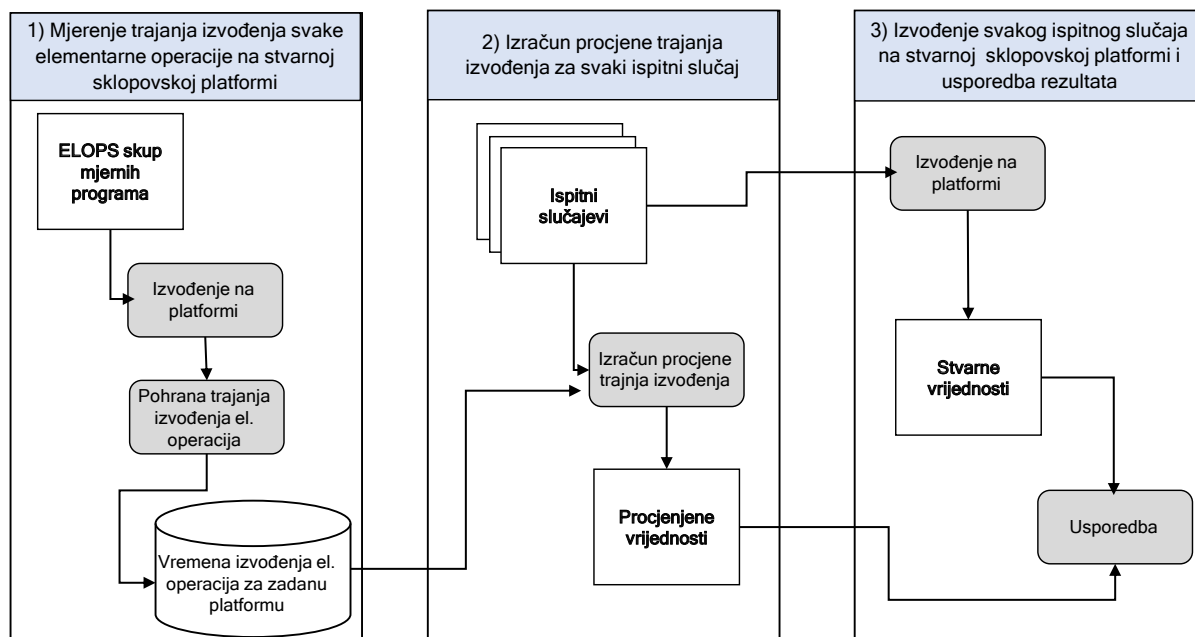 1) Mjerenje trajanja izvođenja svake
elementarne operacije na stvarnoj
sklopovskoj platformi
ELOPS skup
mjernih
programa
Izvođenje na
platformi
Pohrana trajanja
izvođenja el.
operacija
Vremena izvođenja el.
operacija za zadanu
platformu
2) Izračun procjene trajanja
izvođenja za svaki ispitni slučaj
Ispitni
slučajevi
Izračun procjene
trajnja izvođenja
Procjenjene
vrijednosti
3) Izvođenje svakog ispitnog slučaja
na stvarnoj sklopovskoj platformi i
usporedba rezultata
Izvođenje na
platformi
Stvarne
vrijednosti
Usporedba